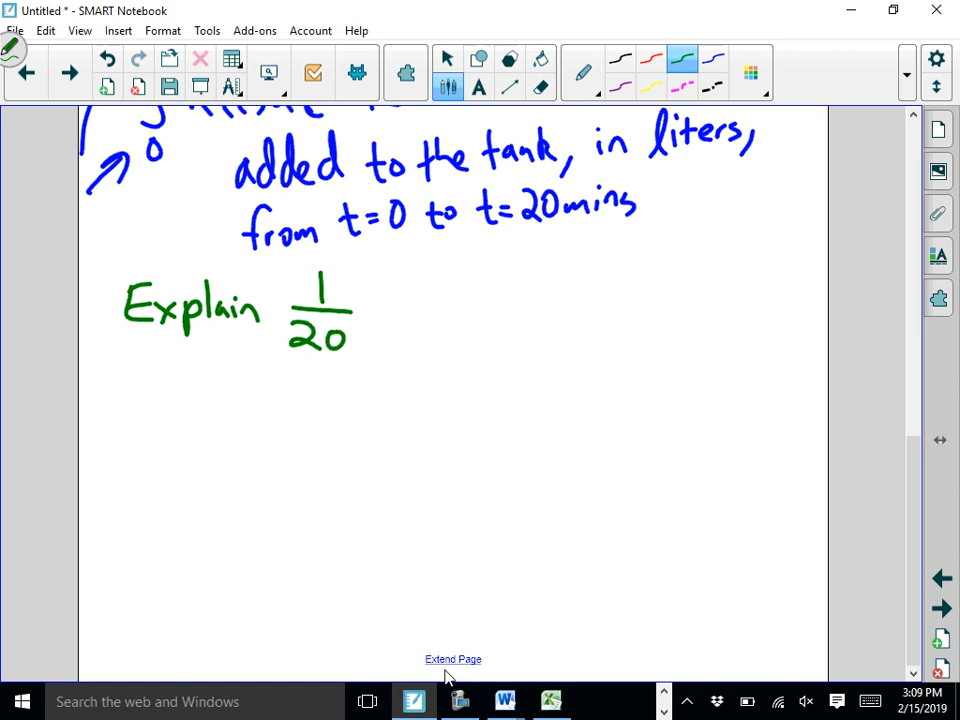 Untitled * - SMART Notebook
File Edit View Insert Format Tools Add-ons Account Help
0
added to the tank, in liters,
from t=0 to t=20mins
Explain 1/20
Extend Page
Search the web and Windows
3:09 PM
2/15/2019